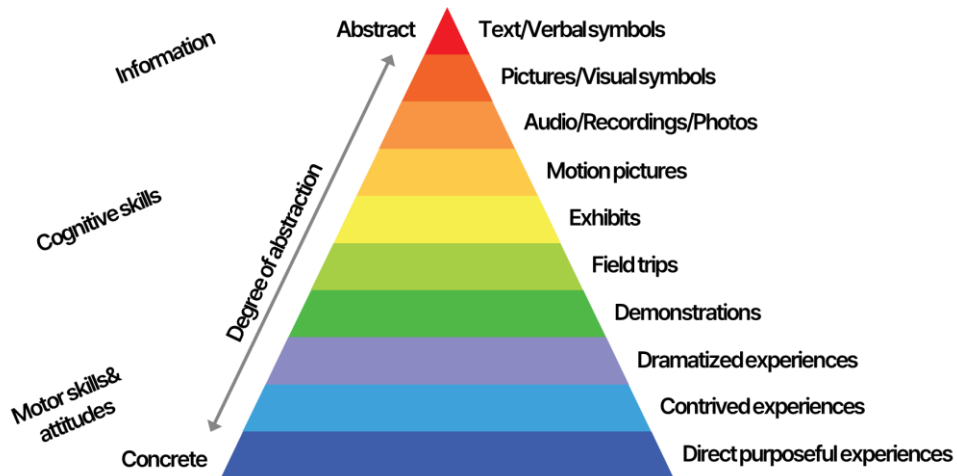 Abstract
Text/Verbal symbols
Information
Pictures/Visual symbols
Audio/Recordings/Photos
Motion pictures
Cognitive skills
Degree of abstraction
Exhibits
Field trips
Demonstrations
Dramatized experiences
Motor skills&
attitudes
Contrived experiences
Concrete
Direct purposeful experiences